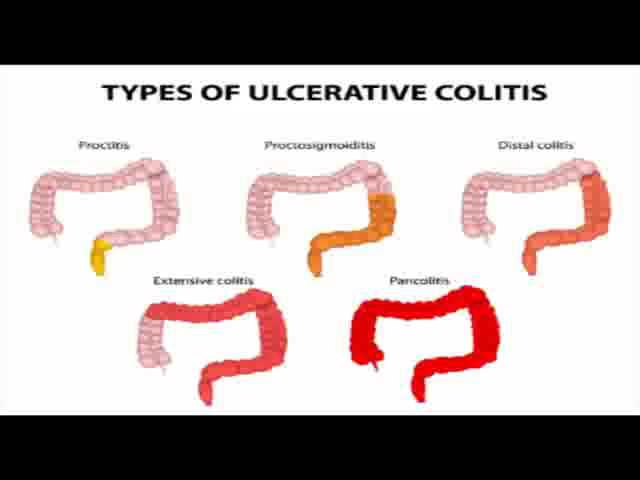 TYPES OF ULCERATIVE COLITIS
Proctitis
Proctosigmoiditis
Distal colitis
Extensive colitis
Pancolitis